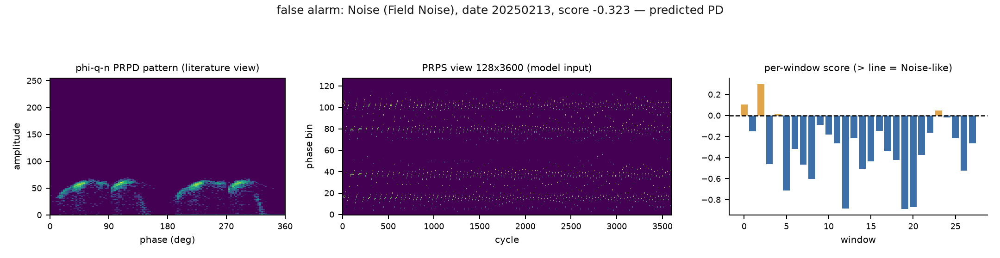 false alarm: Noise (Field Noise), date 20250213, score -0.323 — predicted PD
phi-q-n PRPD pattern (literature view)
250
200
150
100
50
0
amplitude
0 90 180 270 360
phase (deg)
PRPS view 128x3600 (model input)
120
100
80
60
40
20
0
phase bin
0 500 1000 1500 2000 2500 3000 3500
cycle
per-window score (> line = Noise-like)
0.2
0.0
−0.2
−0.4
−0.6
−0.8
0 5 10 15 20 25
window